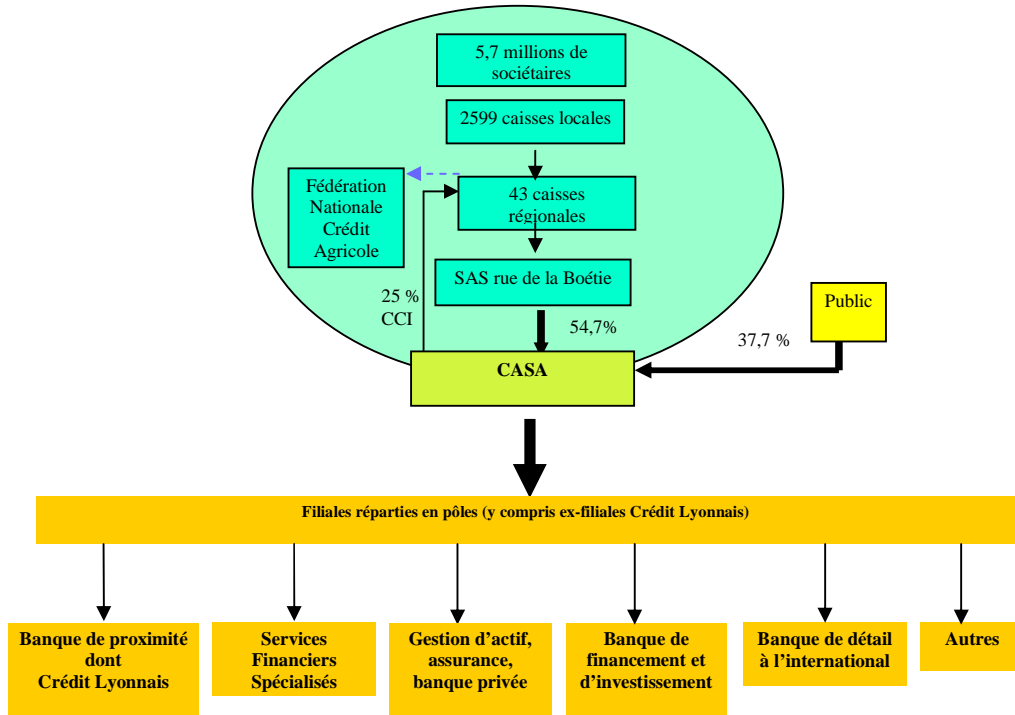 5,7 millions de
sociétaires
2599 caisses locales
Fédération
Nationale
Crédit
Agricole
43 caisses
régionales
SAS rue de la Boétie
25 %
CCI
54,7%
Public
37,7 %
CASA
Filiales réparties en pôles (y compris ex-filiales Crédit Lyonnais)
Banque de proximité
dont
Crédit Lyonnais
Services
Financiers
Spécialisés
Gestion d'actif,
assurance,
banque privée
Banque de
financement et
d'investissement
Banque de détail
à l'international
Autres